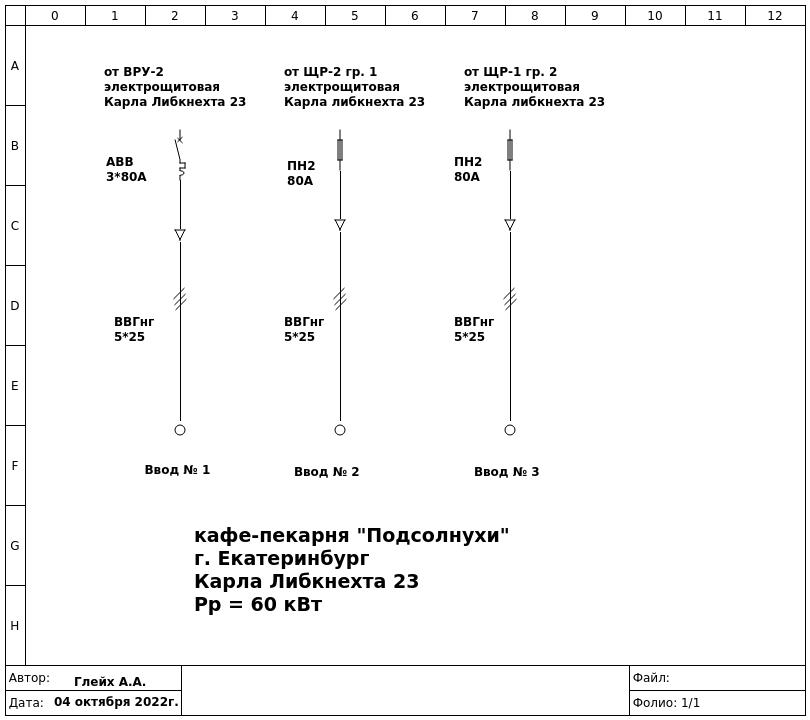 0 1 2 3 4 5 6 7 8 9 10 11 12
A
B
C
D
E
F
G
H
от ВРУ-2
электрощитовая
Карла Либкнехта 23
от ЩР-2 гр. 1
электрощитовая
Карла либкнехта 23
от ЩР-1 гр. 2
электрощитовая
Карла либкнехта 23
АВВ
3*80А
ПН2
80А
ПН2
80А
ВВГнг
5*25
ВВГнг
5*25
ВВГнг
5*25
Ввод № 1
Ввод № 2
Ввод № 3
кафе-пекарня "Подсолнухи"
г. Екатеринбург
Карла Либкнехта 23
Рр = 60 кВт
Автор: Глейх А.А.
Дата: 04 октября 2022г.
Файл:
Фолио: 1/1